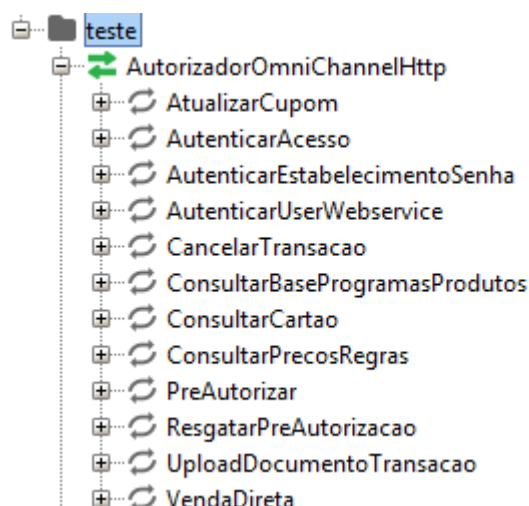 teste
AutorizadorOmniChannelHttp
AtualizarCupom
AutenticarAcesso
AutenticarEstabelecimentoSenha
AutenticarUserWebservice
CancelarTransacao
ConsultarBaseProgramasProdutos
ConsultarCartao
ConsultarPrecosRegras
PreAutorizar
ResgatarPreAutorizacao
UploadDocumentoTransacao
VendaDireta